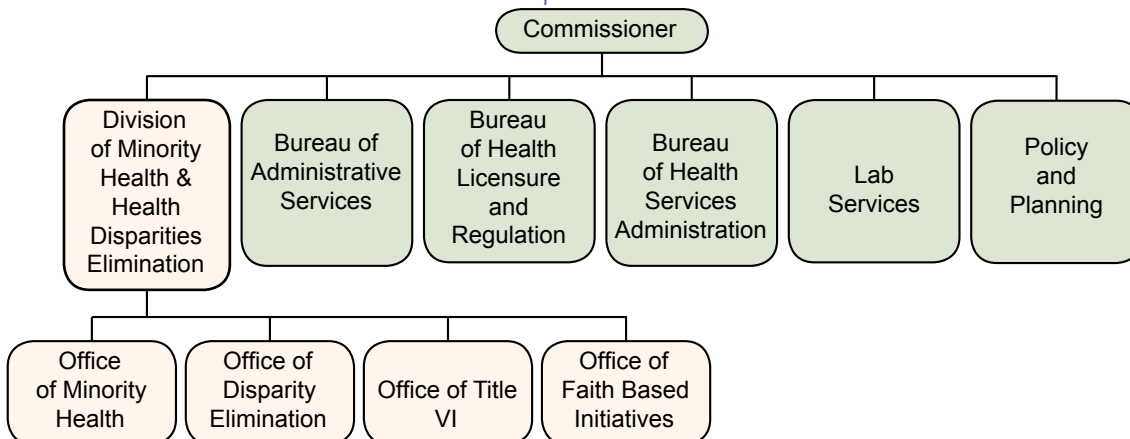 Commissioner
Division
of Minority
Health &
Health
Disparities
Elimination
Bureau of
Administrative
Services
Bureau
of Health
Licensure
and
Regulation
Bureau
of Health
Services
Administration
Lab
Services
Policy
and
Planning
Office
of Minority
Health
Office of
Disparity
Elimination
Office of Title
VI
Office of
Faith Based
Initiatives